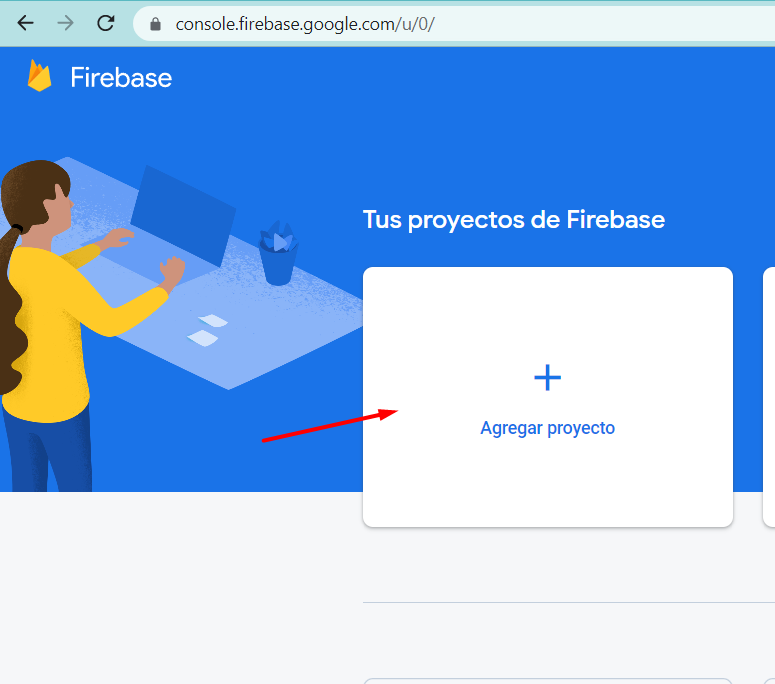 console.firebase.google.com/u/0/
Firebase
Tus proyectos de Firebase
Agregar proyecto